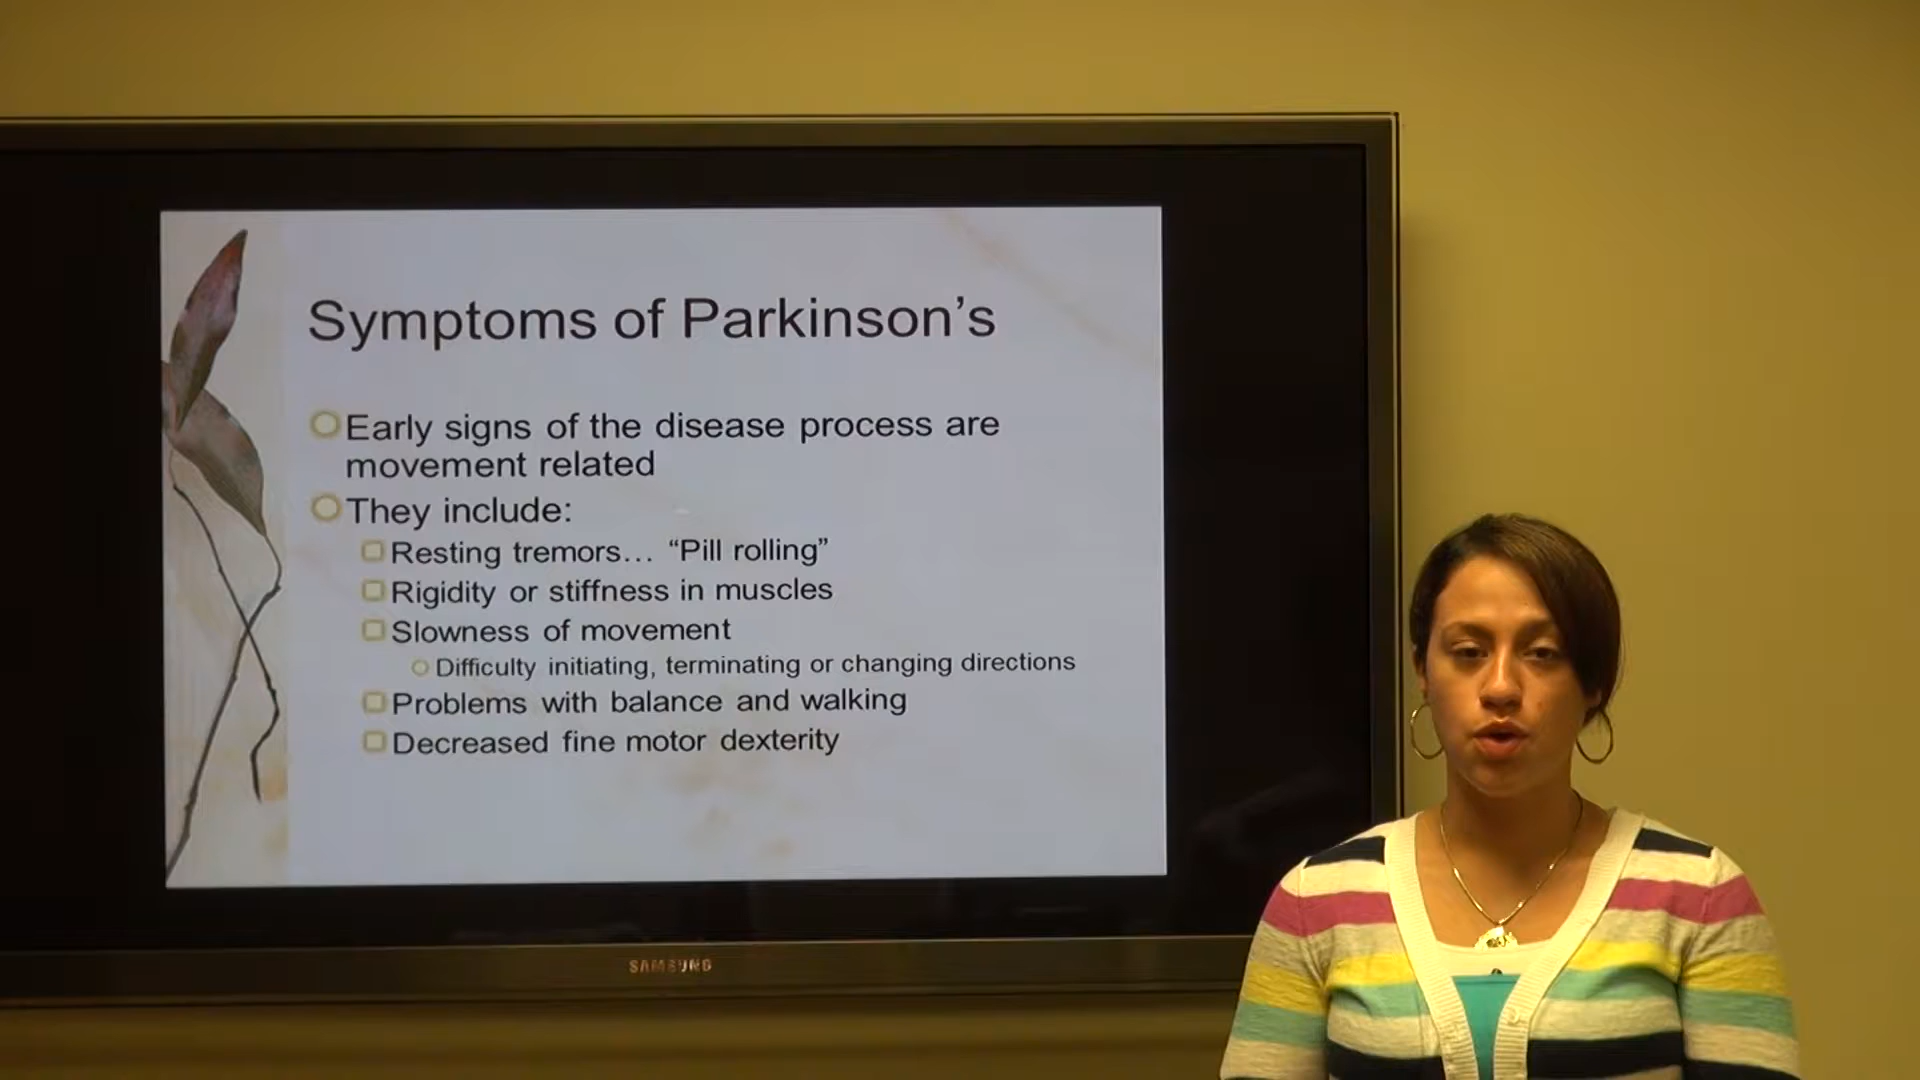 Symptoms of Parkinson’s
Early signs of the disease process are
movement related
They include:
Resting tremors… “Pill rolling”
Rigidity or stiffness in muscles
Slowness of movement
Difficulty initiating, terminating or changing directions
Problems with balance and walking
Decreased fine motor dexterity
SAMSUNG